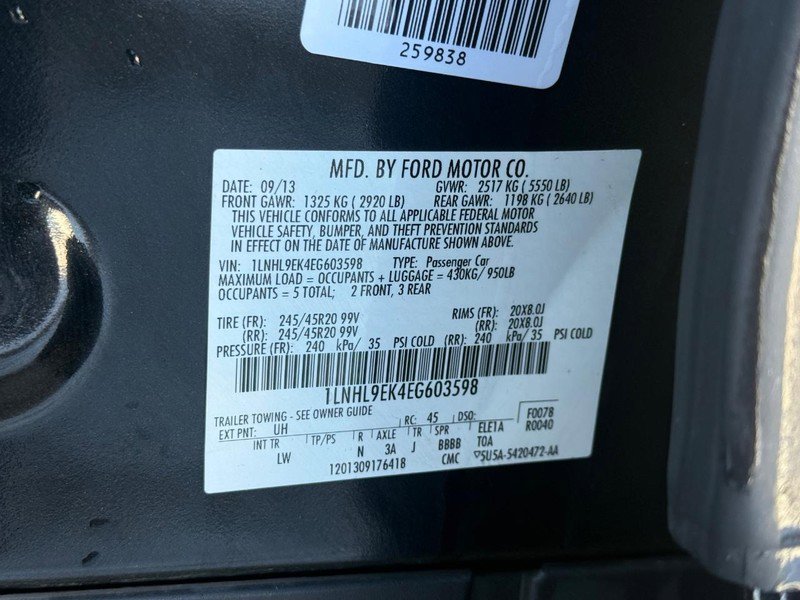 259838
MFD. BY FORD MOTOR CO.
DATE: 09/13 GVWR: 2517 KG ( 5550 LB)
FRONT GAWR: 1325 KG ( 2920 LB) REAR GAWR: 1198 KG ( 2640 LB)
THIS VEHICLE CONFORMS TO ALL APPLICABLE FEDERAL MOTOR
VEHICLE SAFETY, BUMPER, AND THEFT PREVENTION STANDARDS
IN EFFECT ON THE DATE OF MANUFACTURE SHOWN ABOVE.
VIN: 1LNHL9EK4EG603598 TYPE: Passenger Car
MAXIMUM LOAD = OCCUPANTS + LUGGAGE = 430KG/ 950LB
OCCUPANTS = 5 TOTAL; 2 FRONT, 3 REAR
TIRE (FR): 245/45R20 99V RIMS (FR): 20X8.0J
(RR): 245/45R20 99V (RR): 20X8.0J
PRESSURE (FR): 240 kPa/ 35 PSI COLD (RR): 240 kPa/ 35 PSI COLD
1LNHL9EK4EG603598
TRAILER TOWING - SEE OWNER GUIDE
EXT PNT: UH RC: 45 DSO: F0078
R0040
INT TR TP/PS R AXLE TR SPR ELE1A
LW N 3A J BBBB TOA
1201309176418 CMC 5U5A-5420472-AA